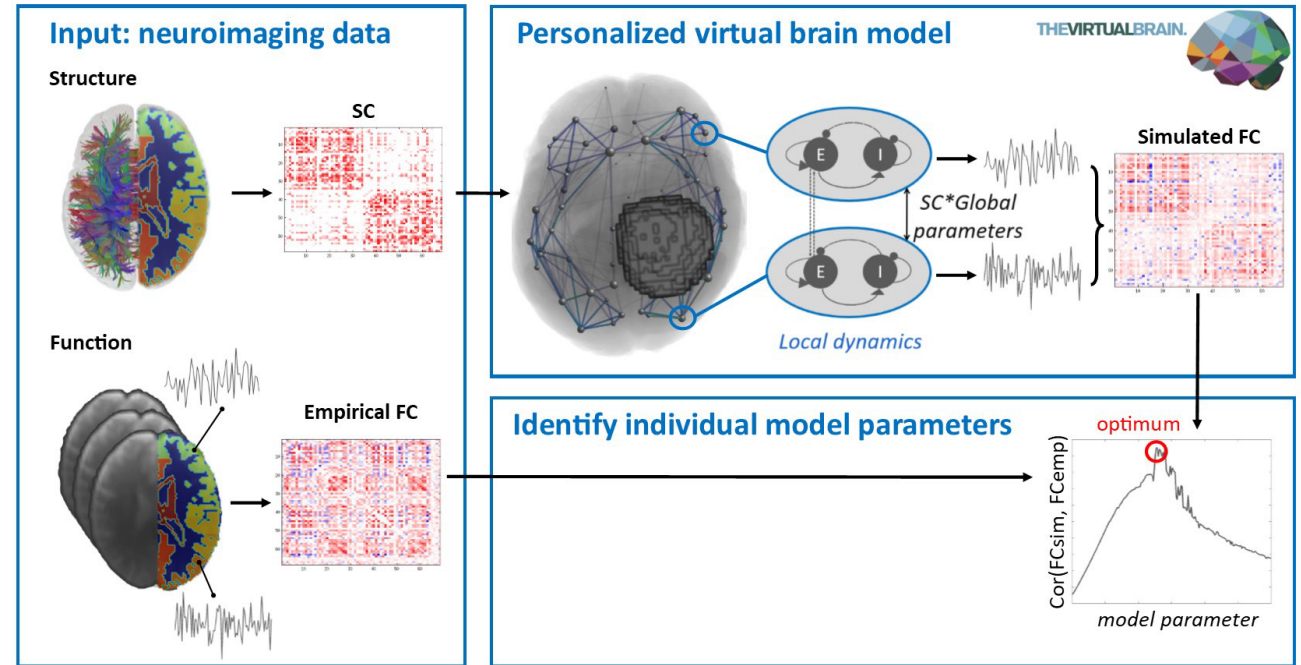 Input: neuroimaging data
Structure
SC
Function
Empirical FC
Personalized virtual brain model
THEVIRTUALBRAIN.
E
I
SC*Global
parameters
E
I
Local dynamics
Simulated FC
Identify individual model parameters
optimum
Cor(FCsim, FCemp)
model parameter